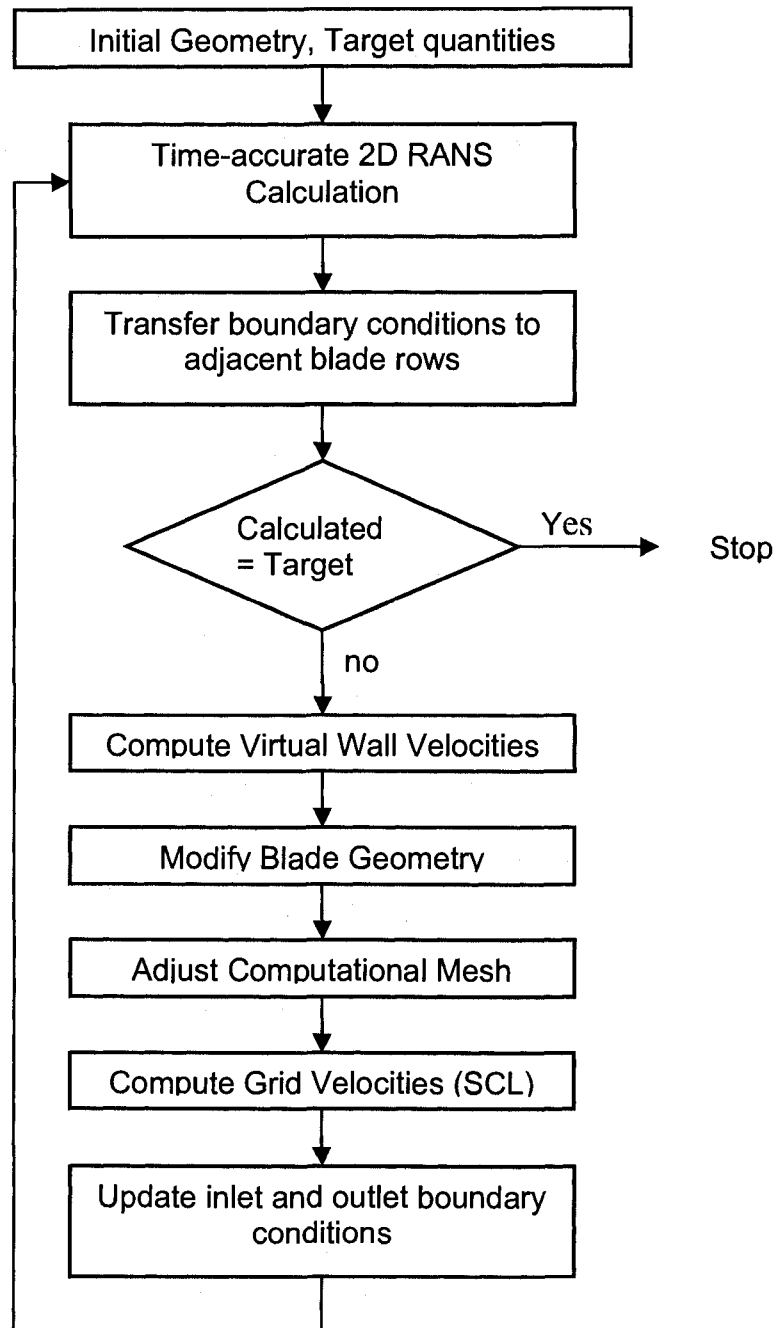 Initial Geometry, Target quantities
Time-accurate 2D RANS
Calculation
Transfer boundary conditions to
adjacent blade rows
Calculated
= Target
Yes
Stop
no
Compute Virtual Wall Velocities
Modify Blade Geometry
Adjust Computational Mesh
Compute Grid Velocities (SCL)
Update inlet and outlet boundary
conditions